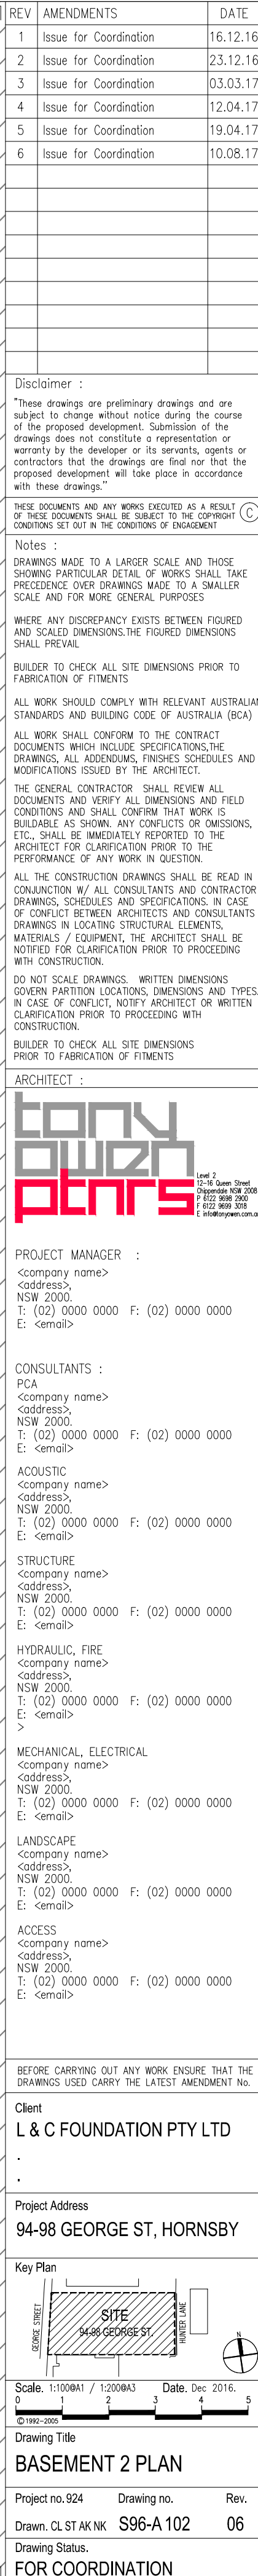 REV AMENDMENTS DATE
1 Issue for Coordination 16.12.16
2 Issue for Coordination 23.12.16
3 Issue for Coordination 03.03.17
4 Issue for Coordination 12.04.17
5 Issue for Coordination 19.04.17
6 Issue for Coordination 10.08.17
Disclaimer :
"These drawings are preliminary drawings and are
subject to change without notice during the course
of the proposed development. Submission of the
drawings does not constitute a representation or
warranty by the developer or its servants, agents or
contractors that the drawings are final nor that the
proposed development will take place in accordance
with these drawings."
THESE DOCUMENTS AND ANY WORKS EXECUTED AS A RESULT
OF THESE DOCUMENTS SHALL BE SUBJECT TO THE COPYRIGHT
CONDITIONS SET OUT IN THE CONDITIONS OF ENGAGEMENT
C
Notes :
DRAWINGS MADE TO A LARGER SCALE AND THOSE
SHOWING PARTICULAR DETAIL OF WORKS SHALL TAKE
PRECEDENCE OVER DRAWINGS MADE TO A SMALLER
SCALE AND FOR MORE GENERAL PURPOSES
WHERE ANY DISCREPANCY EXISTS BETWEEN FIGURED
AND SCALED DIMENSIONS.THE FIGURED DIMENSIONS
SHALL PREVAIL
BUILDER TO CHECK ALL SITE DIMENSIONS PRIOR TO
FABRICATION OF FITMENTS
ALL WORK SHOULD COMPLY WITH RELEVANT AUSTRALIAN
STANDARDS AND BUILDING CODE OF AUSTRALIA (BCA)
ALL WORK SHALL CONFORM TO THE CONTRACT
DOCUMENTS WHICH INCLUDE SPECIFICATIONS,THE
DRAWINGS, ALL ADDENDUMS, FINISHES SCHEDULES AND
MODIFICATIONS ISSUED BY THE ARCHITECT.
THE GENERAL CONTRACTOR SHALL REVIEW ALL
DOCUMENTS AND VERIFY ALL DIMENSIONS AND FIELD
CONDITIONS AND SHALL CONFIRM THAT WORK IS
BUILDABLE AS SHOWN. ANY CONFLICTS OR OMISSIONS,
ETC., SHALL BE IMMEDIATELY REPORTED TO THE
ARCHITECT FOR CLARIFICATION PRIOR TO THE
PERFORMANCE OF ANY WORK IN QUESTION.
ALL THE CONSTRUCTION DRAWINGS SHALL BE READ IN
CONJUNCTION W/ ALL CONSULTANTS AND CONTRACTOR
DRAWINGS, SCHEDULES AND SPECIFICATIONS. IN CASE
OF CONFLICT BETWEEN ARCHITECTS AND CONSULTANTS
DRAWINGS IN LOCATING STRUCTURAL ELEMENTS,
MATERIALS / EQUIPMENT, THE ARCHITECT SHALL BE
NOTIFIED FOR CLARIFICATION PRIOR TO PROCEEDING
WITH CONSTRUCTION.
DO NOT SCALE DRAWINGS. WRITTEN DIMENSIONS
GOVERN PARTITION LOCATIONS, DIMENSIONS AND TYPES.
IN CASE OF CONFLICT, NOTIFY ARCHITECT OR WRITTEN
CLARIFICATION PRIOR TO PROCEEDING WITH
CONSTRUCTION.
BUILDER TO CHECK ALL SITE DIMENSIONS
PRIOR TO FABRICATION OF FITMENTS
ARCHITECT :
tony
owen
ptnrs
Level 2
12-16 Queen Street
Chippendale NSW 2008
P 6122 9698 2900
F 6122 9699 3018
E info@tonyowen.com.au
PROJECT MANAGER :
<company name>
<address>,
NSW 2000.
T: (02) 0000 0000 F: (02) 0000 0000
E: <email>
CONSULTANTS :
PCA
<company name>
<address>,
NSW 2000.
T: (02) 0000 0000 F: (02) 0000 0000
E: <email>
ACOUSTIC
<company name>
<address>,
NSW 2000.
T: (02) 0000 0000 F: (02) 0000 0000
E: <email>
STRUCTURE
<company name>
<address>,
NSW 2000.
T: (02) 0000 0000 F: (02) 0000 0000
E: <email>
HYDRAULIC, FIRE
<company name>
<address>,
NSW 2000.
T: (02) 0000 0000 F: (02) 0000 0000
E: <email>
>
MECHANICAL, ELECTRICAL
<company name>
<address>,
NSW 2000.
T: (02) 0000 0000 F: (02) 0000 0000
E: <email>
LANDSCAPE
<company name>
<address>,
NSW 2000.
T: (02) 0000 0000 F: (02) 0000 0000
E: <email>
ACCESS
<company name>
<address>,
NSW 2000.
T: (02) 0000 0000 F: (02) 0000 0000
E: <email>
BEFORE CARRYING OUT ANY WORK ENSURE THAT THE
DRAWINGS USED CARRY THE LATEST AMENDMENT No.
Client
L & C FOUNDATION PTY LTD
.
.
Project Address
94-98 GEORGE ST, HORNSBY
Key Plan
GEORGE STREET
SITE
94-98 GEORGE ST.
HUNTER LANE
N
Scale. 1:100@A1 / 1:200@A3 Date. Dec 2016.
0 1 2 3 4 5
©1992-2005
Drawing Title
BASEMENT 2 PLAN
Project no. 924 Drawing no. Rev.
Drawn. CL ST AK NK S96-A 102 06
Drawing Status.
FOR COORDINATION